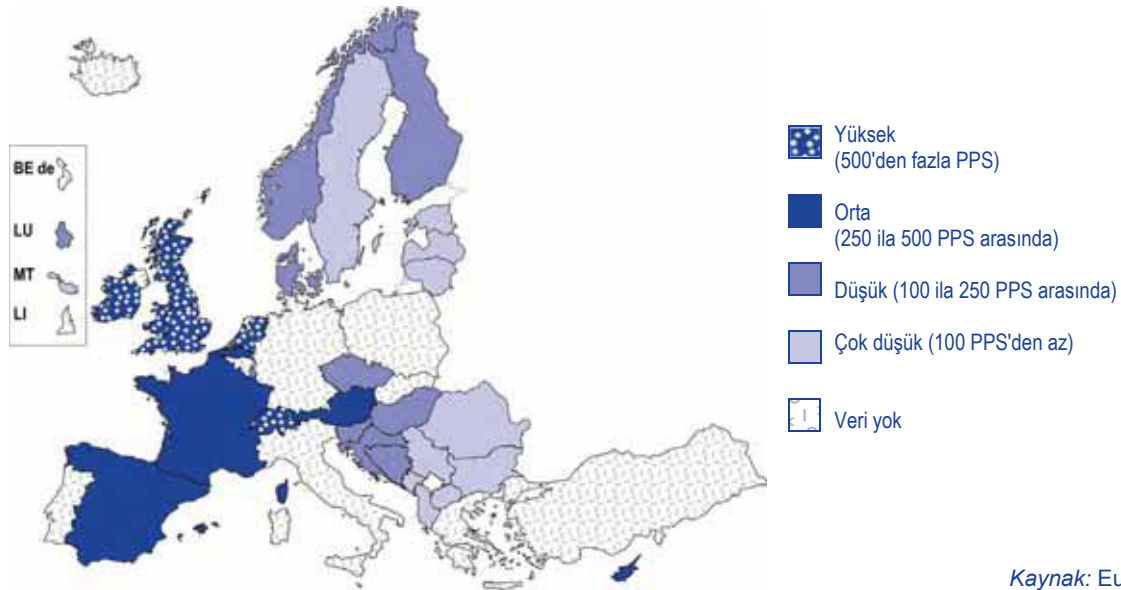 BE de
LU
MT
LI
Yüksek
(500'den fazla PPS)
Orta
(250 ila 500 PPS arasında)
Düşük (100 ila 250 PPS arasında)
Çok düşük (100 PPS'den az)
Veri yok
Kaynak: Eu